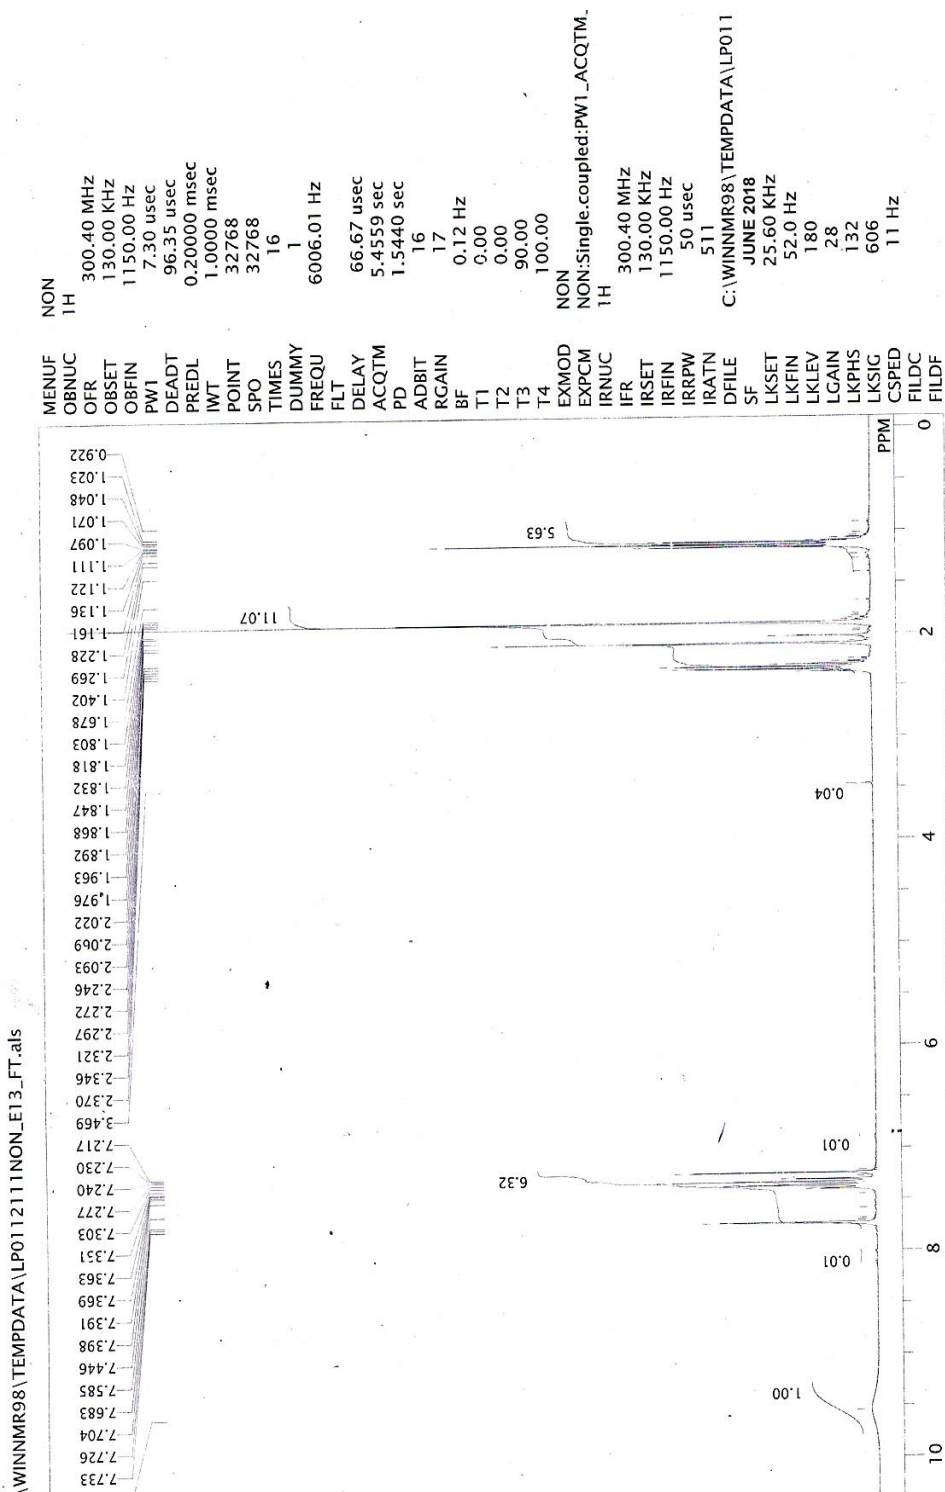 \WINNMR98\TEMPDATA\LP0112111NON_E13_FT.als
0.922
1.023
1.048
1.071
1.097
1.111
1.122
1.136
1.161
1.228
1.269
1.402
1.678
1.803
1.818
1.832
1.847
1.868
1.892
1.963
1.976
2.022
2.069
2.093
2.246
2.272
2.297
2.321
2.346
2.370
3.469
7.217
7.230
7.240
7.277
7.303
7.351
7.363
7.369
7.391
7.398
7.446
7.585
7.683
7.704
7.726
7.733
5.63
11.07
0.04
0.01
6.32
0.01
1.00
PPM
0
2
4
6
8
10
MENUF NON
OBNUC 1H
OFR 300.40 MHz
OBSET 130.00 KHz
OBFIN 1150.00 Hz
PW1 7.30 usec
DEADT 96.35 usec
PREDL 0.20000 msec
IWT 1.0000 msec
POINT 32768
SPO 32768
TIMES 16
DUMMY 1
FREQU 6006.01 Hz
FLT
DELAY 66.67 usec
ACQTM 5.4559 sec
PD 1.5440 sec
ADBIT 16
RGAIN 17
BF 0.12 Hz
T1 0.00
T2 0.00
T3 90.00
T4 100.00
EXMOD NON
EXPCM NON:Single.coupled:PW1_ACQTM.
IRNUC 1H
IFR 300.40 MHz
IRSET 130.00 KHz
IRFIN 1150.00 Hz
IRRPW 50 usec
IRATN 511
DFILE C:\WINNMR98\TEMPDATA\LP011
SF JUNE 2018
LKSET 25.60 KHz
LKFIN 52.0 Hz
LKLEV 180
LGAIN 28
LKPHS 132
LKSIG 606
CSPED 11 Hz
FILDC
FILDF